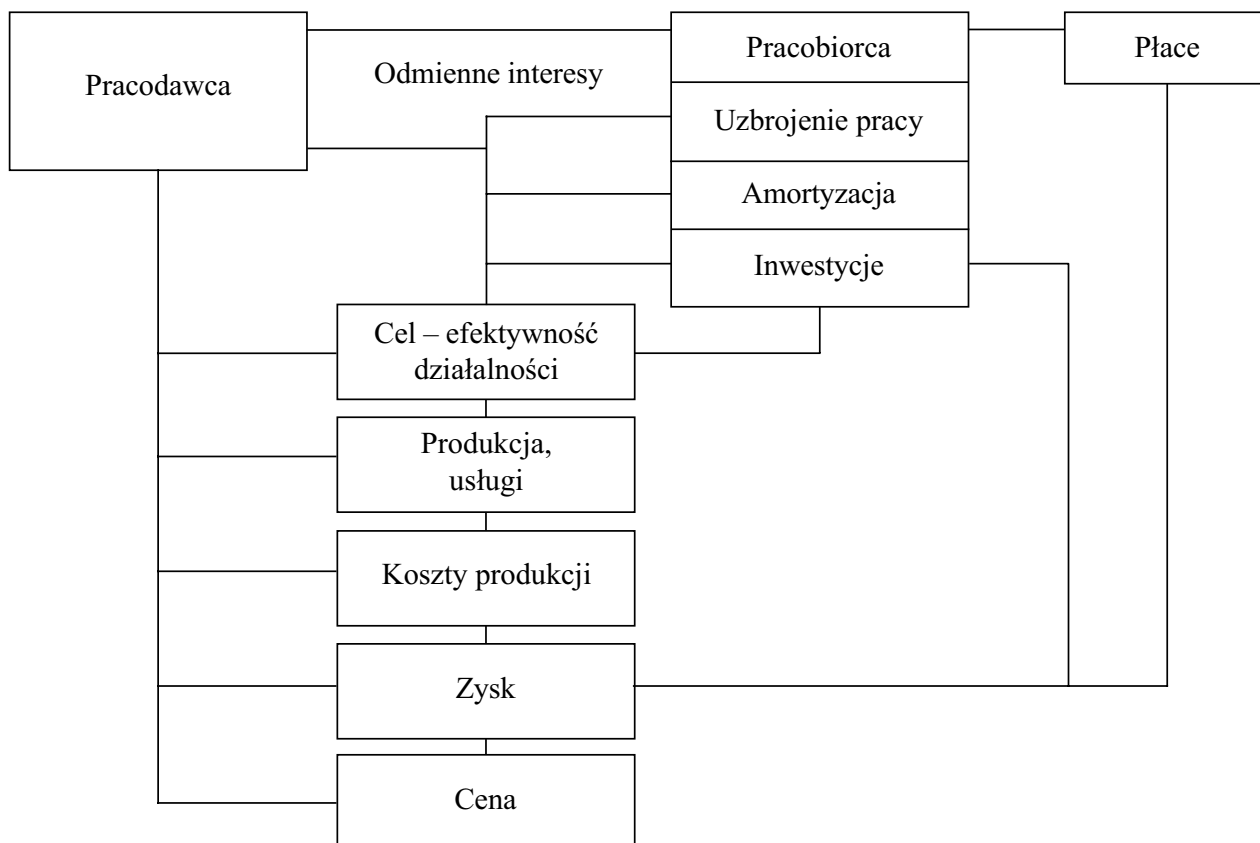 Pracodawca
Odmienne interesy
Pracobiorca
Płace
Uzbrojenie pracy
Amortyzacja
Inwestycje
Cel – efektywność
działalności
Produkcja,
usługi
Koszty produkcji
Zysk
Cena